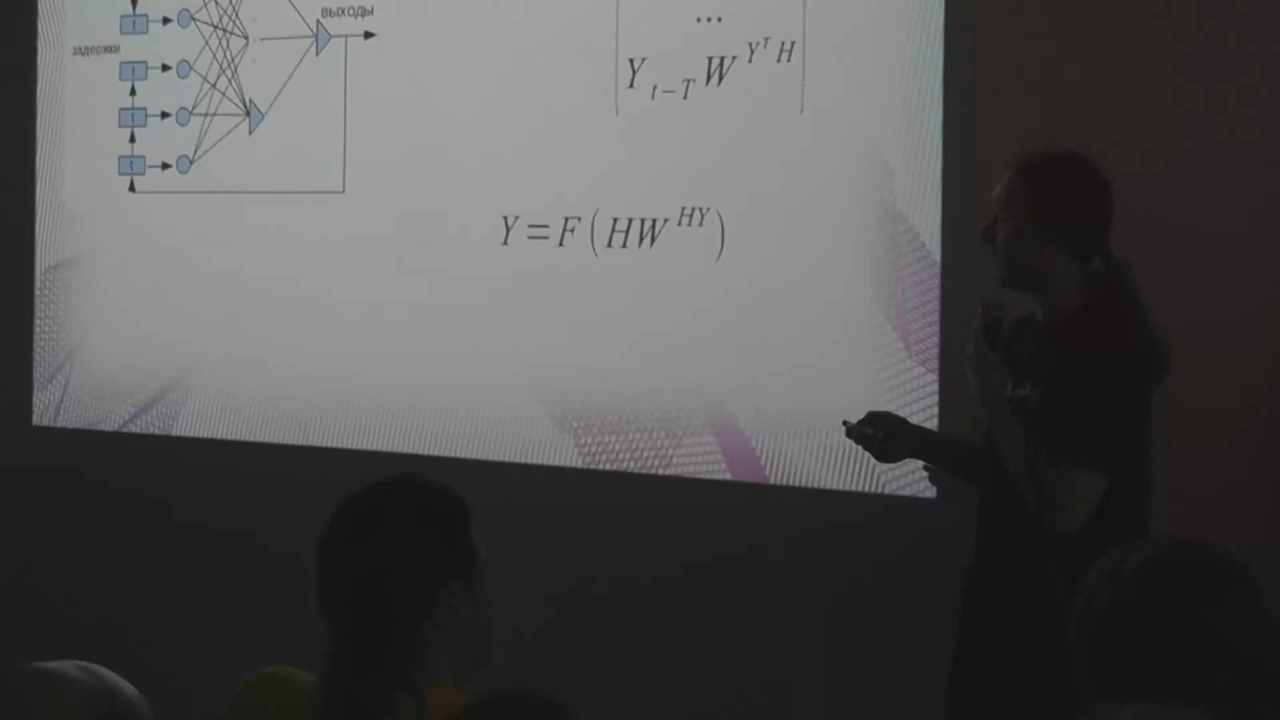 выходы
задержки
...
Y_{t-T} W^{Y^T H}
Y = F(HW^{HY})